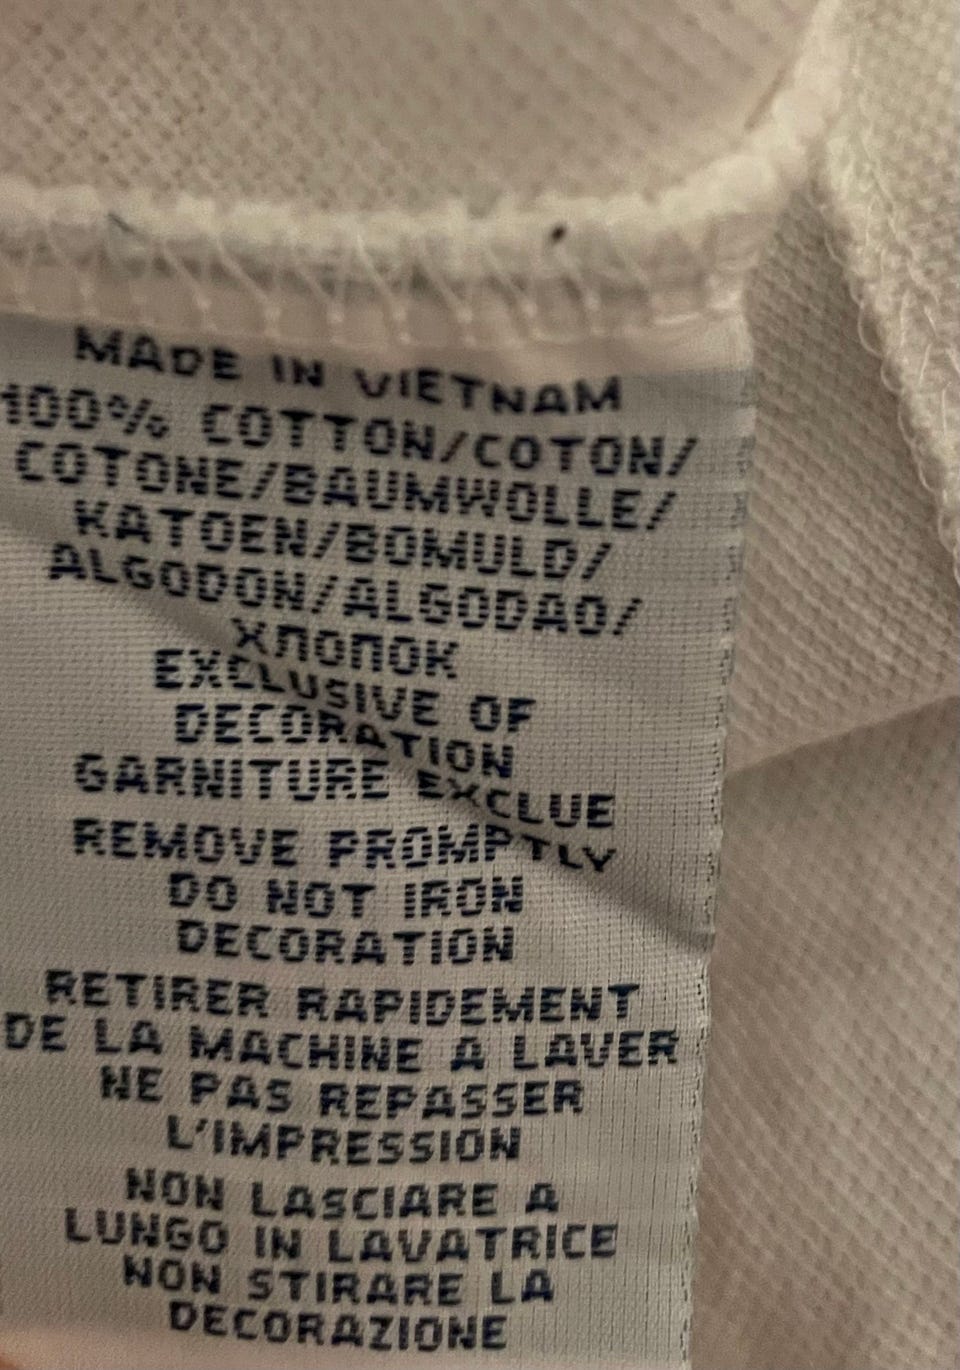 MADE IN VIETNAM
100% COTTON/COTON/
COTONE/BAUMWOLLE/
KATOEN/BOMULD/
ALGODON/ALGODAO/
ХЛОПОК
EXCLUSIVE OF
DECORATION
GARNITURE EXCLUE
REMOVE PROMPTLY
DO NOT IRON
DECORATION
RETIRER RAPIDEMENT
DE LA MACHINE A LAVER
NE PAS REPASSER
L'IMPRESSION
NON LASCIARE A
LUNGO IN LAVATRICE
NON STIRARE LA
DECORAZIONE